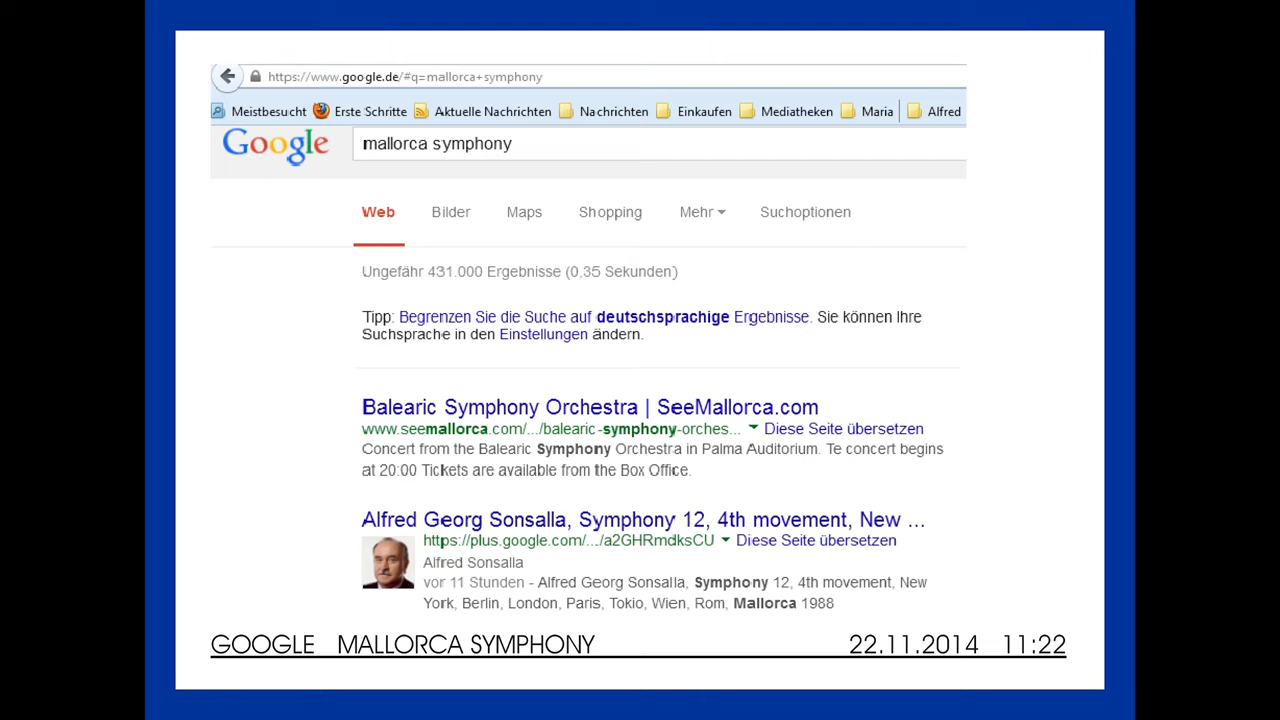 https://www.google.de/#q=mallorca+symphony
Meistbesucht Erste Schritte Aktuelle Nachrichten Nachrichten Einkaufen Mediatheken Maria Alfred
Google mallorca symphony
Web Bilder Maps Shopping Mehr Suchoptionen
Ungefähr 431.000 Ergebnisse (0,35 Sekunden)
Tipp: Begrenzen Sie die Suche auf deutschsprachige Ergebnisse. Sie können Ihre
Suchsprache in den Einstellungen ändern.
Balearic Symphony Orchestra | SeeMallorca.com
www.seemallorca.com/.../balearic-symphony-orches... Diese Seite übersetzen
Concert from the Balearic Symphony Orchestra in Palma Auditorium. Te concert begins
at 20:00 Tickets are available from the Box Office.
Alfred Georg Sonsalla, Symphony 12, 4th movement, New ...
https://plus.google.com/.../a2GHRmdksCU Diese Seite übersetzen
Alfred Sonsalla
vor 11 Stunden - Alfred Georg Sonsalla, Symphony 12, 4th movement, New
York, Berlin, London, Paris, Tokio, Wien, Rom, Mallorca 1988
GOOGLE MALLORCA SYMPHONY 22.11.2014 11:22